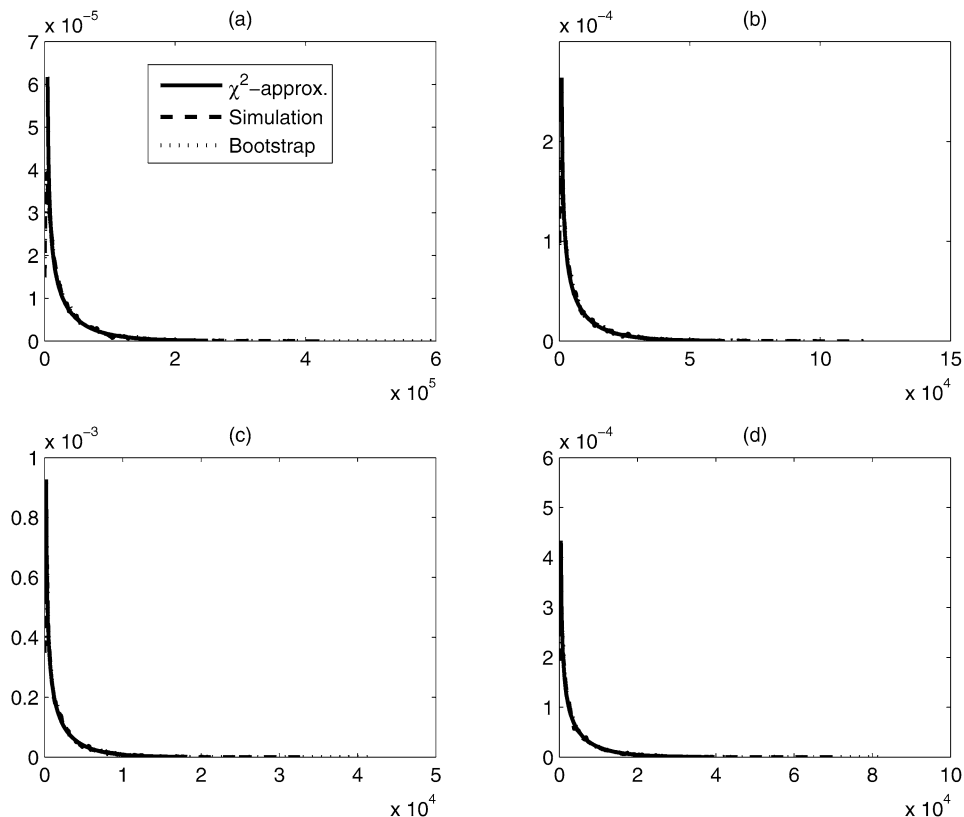 (a)
x 10⁻⁵
7
6
5
4
3
2
1
0
0 2 4 6
x 10⁵
χ²−approx.
Simulation
Bootstrap
(b)
x 10⁻⁴
2
1
0
0 5 10 15
x 10⁴
(c)
x 10⁻³
1
0.8
0.6
0.4
0.2
0
0 1 2 3 4 5
x 10⁴
(d)
x 10⁻⁴
6
5
4
3
2
1
0
0 2 4 6 8 10
x 10⁴